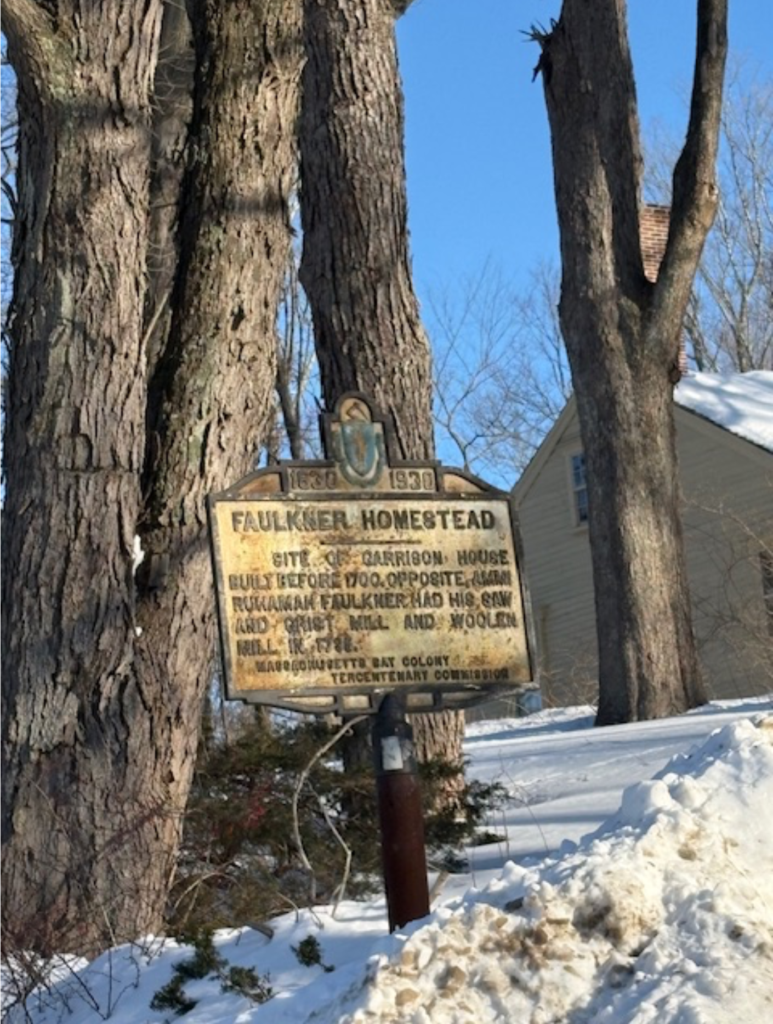 1630 1930
FAULKNER HOMESTEAD
SITE OF GARRISON HOUSE
BUILT BEFORE 1700. OPPOSITE, AMMI
RUHAMAH FAULKNER HAD HIS SAW
AND GRIST MILL AND WOOLEN
MILL IN
MASSACHUSETTS BAY COLONY
TERCENTENARY COMMISSION